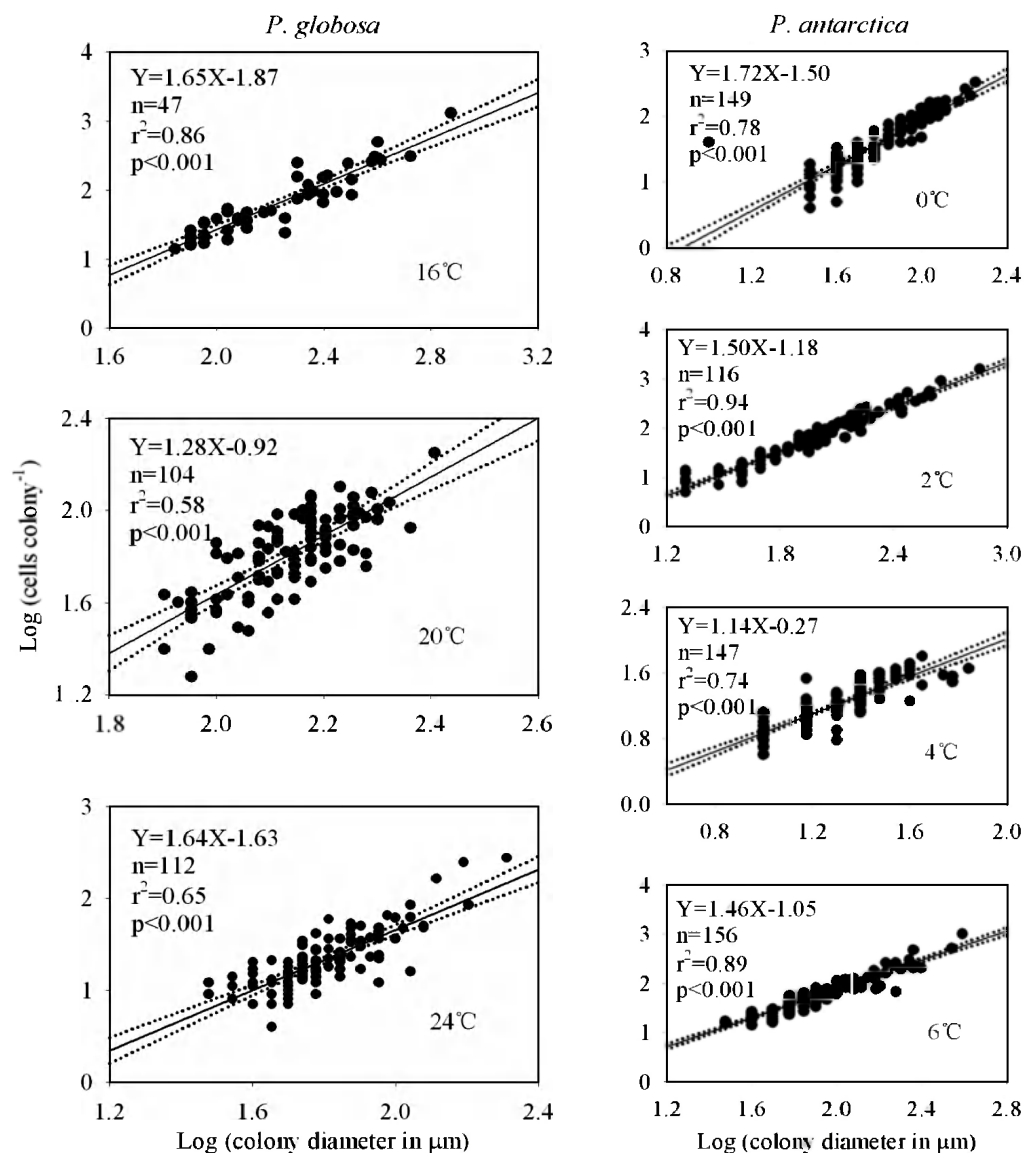 P. globosa
P. antarctica
Log (cells colony⁻¹)
4
3
2
1
0
Y=1.65X-1.87
n=47
r²=0.86
p<0.001
16℃
1.6
2.0
2.4
2.8
3.2
2.4
2.0
1.6
1.2
Y=1.28X-0.92
n=104
r²=0.58
p<0.001
20℃
1.8
2.0
2.2
2.4
2.6
3
2
1
0
Y=1.64X-1.63
n=112
r²=0.65
p<0.001
24℃
1.2
1.6
2.0
2.4
Log (colony diameter in μm)
3
2
1
0
Y=1.72X-1.50
n=149
r²=0.78
p<0.001
0℃
0.8
1.2
1.6
2.0
2.4
4
3
2
1
0
Y=1.50X-1.18
n=116
r²=0.94
p<0.001
2℃
1.2
1.8
2.4
3.0
2.4
1.6
0.8
0.0
Y=1.14X-0.27
n=147
r²=0.74
p<0.001
4℃
0.8
1.2
1.6
2.0
4
3
2
1
0
Y=1.46X-1.05
n=156
r²=0.89
p<0.001
6℃
1.2
1.6
2.0
2.4
2.8
Log (colony diameter in μm)